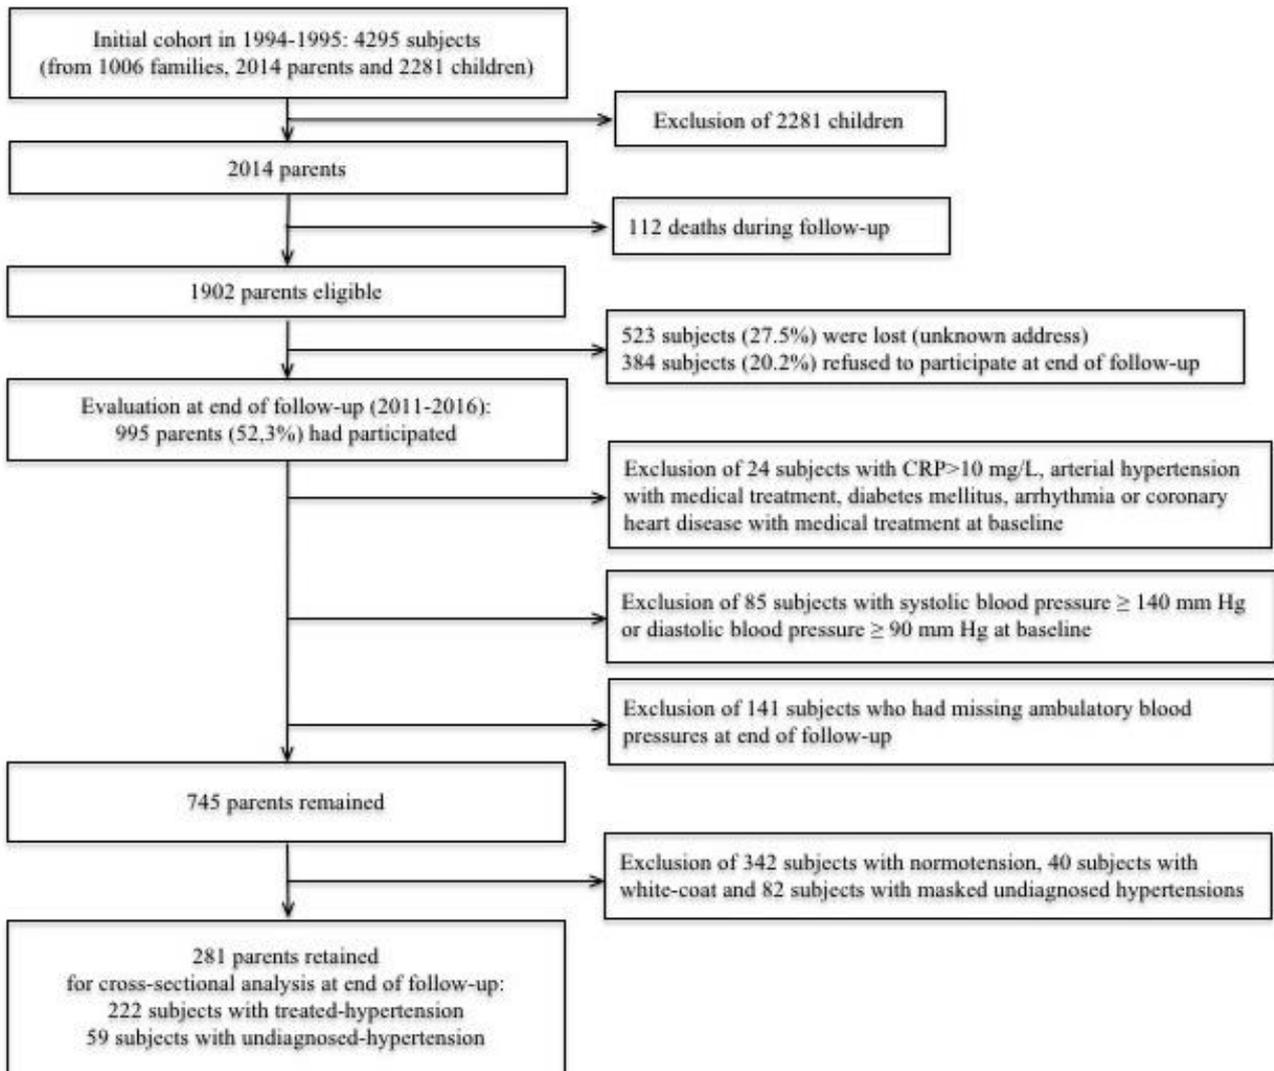 Initial cohort in 1994-1995: 4295 subjects
(from 1006 families, 2014 parents and 2281 children)
Exclusion of 2281 children
2014 parents
112 deaths during follow-up
1902 parents eligible
523 subjects (27.5%) were lost (unknown address)
384 subjects (20.2%) refused to participate at end of follow-up
Evaluation at end of follow-up (2011-2016):
995 parents (52,3%) had participated
Exclusion of 24 subjects with CRP>10 mg/L, arterial hypertension
with medical treatment, diabetes mellitus, arrhythmia or coronary
heart disease with medical treatment at baseline
Exclusion of 85 subjects with systolic blood pressure ≥ 140 mm Hg
or diastolic blood pressure ≥ 90 mm Hg at baseline
Exclusion of 141 subjects who had missing ambulatory blood
pressures at end of follow-up
745 parents remained
Exclusion of 342 subjects with normotension, 40 subjects with
white-coat and 82 subjects with masked undiagnosed hypertensions
281 parents retained
for cross-sectional analysis at end of follow-up:
222 subjects with treated-hypertension
59 subjects with undiagnosed-hypertension